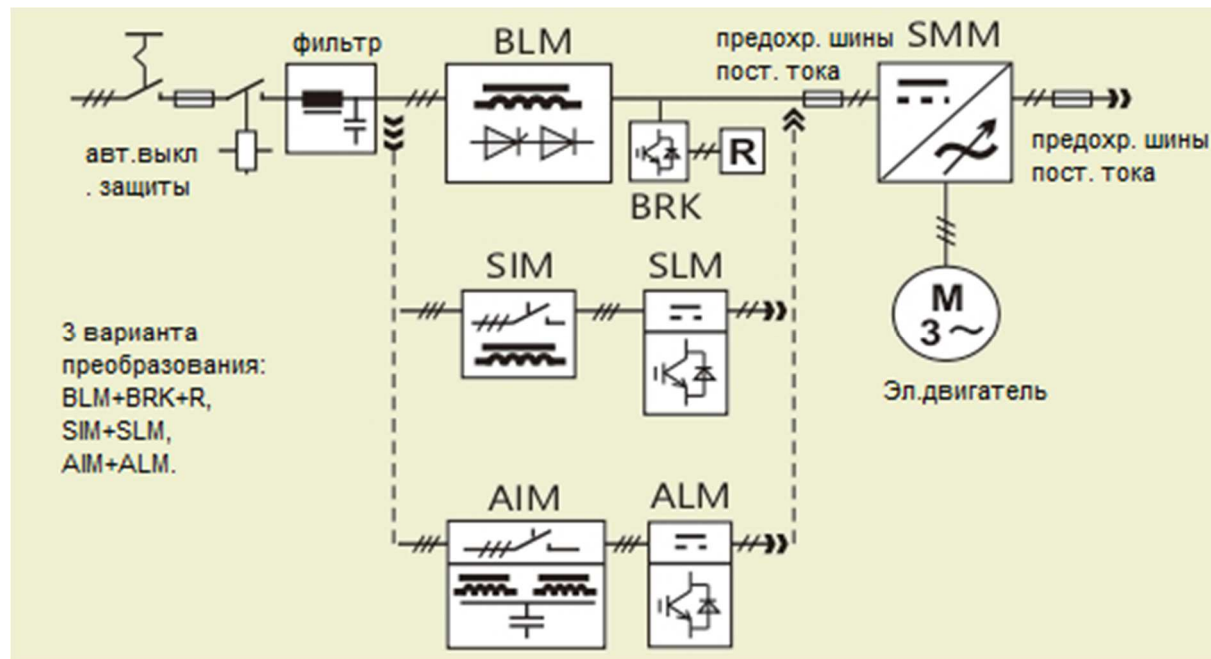 фильтр
BLM
предохр. шины
пост. тока
SMM
авт.выкл
. защиты
R
BRK
предохр. шины
пост. тока
SIM
SLM
M
3~
Эл.двигатель
3 варианта
преобразования:
BLM+BRK+R,
SIM+SLM,
AIM+ALM.
AIM
ALM